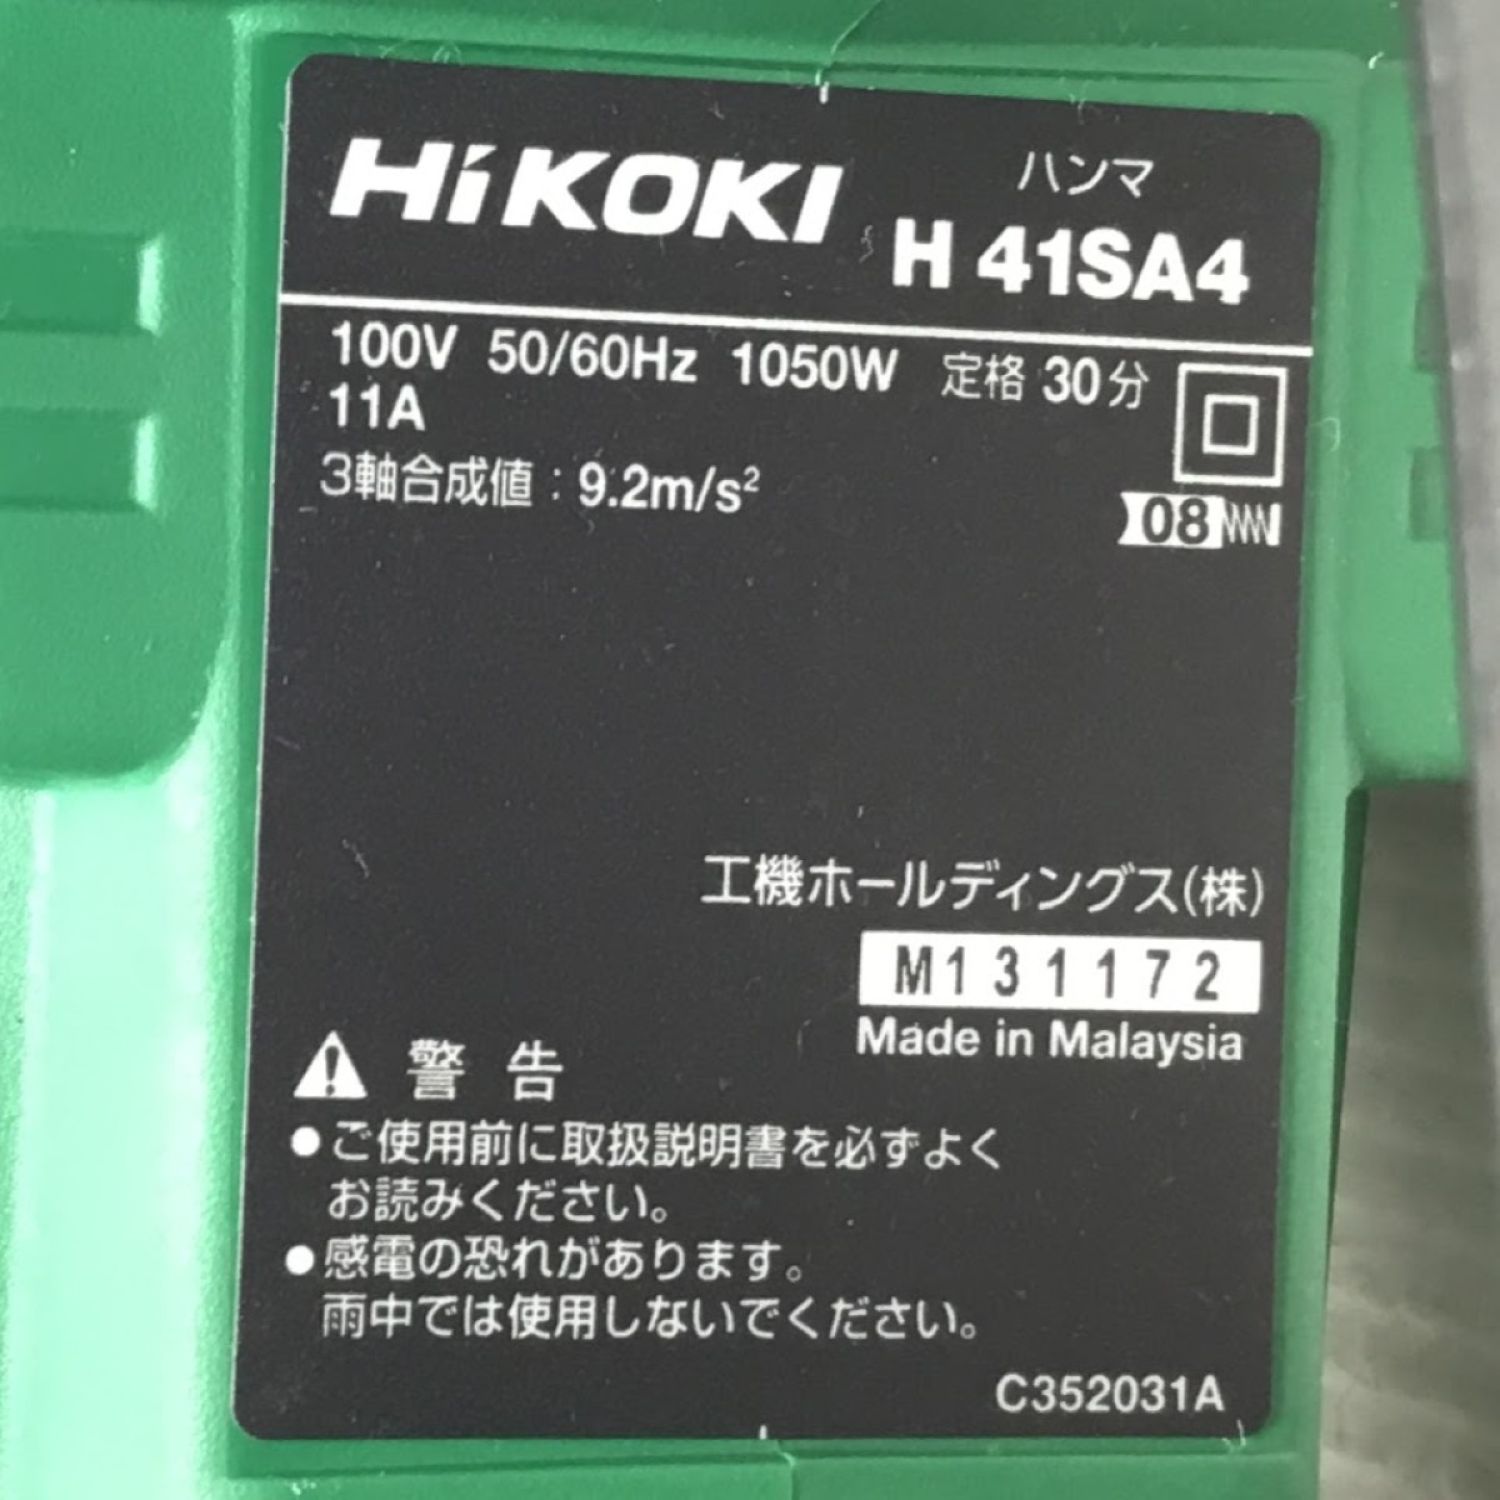 HiKOKI
ハンマ
H 41SA4
100V 50/60Hz 1050W 定格 30分
11A
3軸合成値：9.2m/s²
08
工機ホールディングス(株)
M131172
Made in Malaysia
警 告
●ご使用前に取扱説明書を必ずよく
お読みください。
●感電の恐れがあります。
雨中では使用しないでください。
C352031A